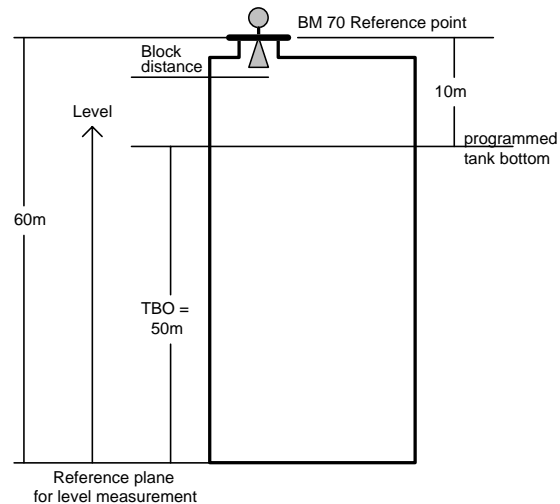 BM 70 Reference point
Block
distance
10m
Level
programmed
tank bottom
60m
TBO =
50m
Reference plane
for level measurement